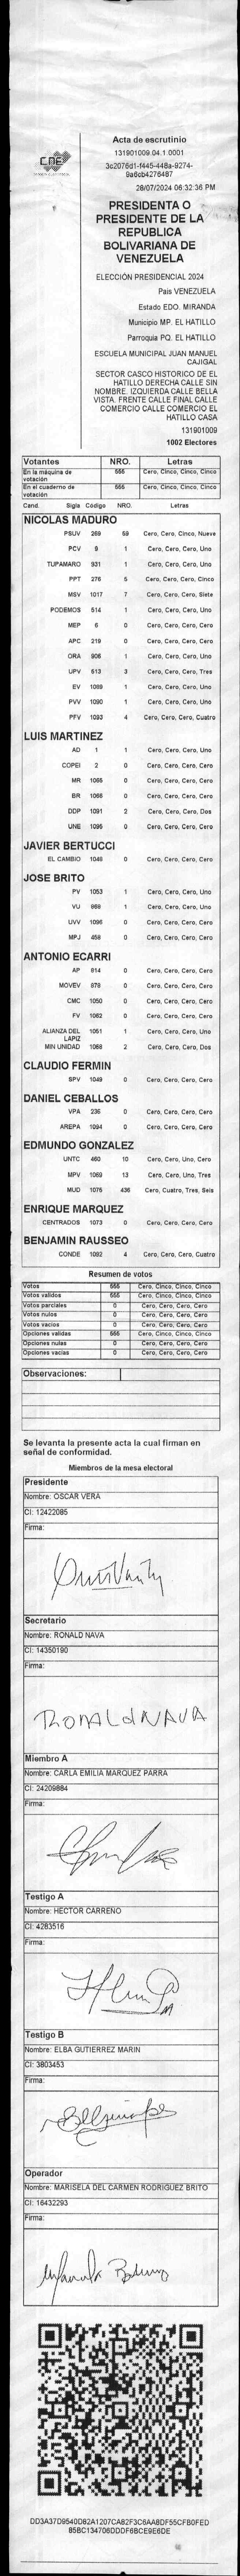 CNE
Acta de escrutinio
131901009.04.1.0001
3c2076d1-f445-448a-9274-
9a6cb4276487
28/07/2024 06:32:36 PM
PRESIDENTA O
PRESIDENTE DE LA
REPUBLICA
BOLIVARIANA DE
VENEZUELA
ELECCIÓN PRESIDENCIAL 2024
Pais VENEZUELA
Estado EDO. MIRANDA
Municipio MP. EL HATILLO
Parroquia PQ. EL HATILLO
ESCUELA MUNICIPAL JUAN MANUEL
CAJIGAL
SECTOR CASCO HISTORICO DE EL
HATILLO DERECHA CALLE SIN
NOMBRE. IZQUIERDA CALLE BELLA
VISTA. FRENTE CALLE FINAL CALLE
COMERCIO CALLE COMERCIO EL
HATILLO CASA
131901009
1002 Electores
Votantes NRO. Letras
En la máquina de votación 555 Cero, Cinco, Cinco, Cinco
En el cuaderno de votación 555 Cero, Cinco, Cinco, Cinco
Cand. Sigla Código NRO. Letras
NICOLAS MADURO
PSUV 269 59 Cero, Cero, Cinco, Nueve
PCV 9 1 Cero, Cero, Cero, Uno
TUPAMARO 931 1 Cero, Cero, Cero, Uno
PPT 276 5 Cero, Cero, Cero, Cinco
MSV 1017 7 Cero, Cero, Cero, Siete
PODEMOS 514 1 Cero, Cero, Cero, Uno
MEP 6 0 Cero, Cero, Cero, Cero
APC 219 0 Cero, Cero, Cero, Cero
ORA 906 1 Cero, Cero, Cero, Uno
UPV 613 3 Cero, Cero, Cero, Tres
EV 1089 1 Cero, Cero, Cero, Uno
PVV 1090 1 Cero, Cero, Cero, Uno
PFV 1093 4 Cero, Cero, Cero, Cuatro
LUIS MARTINEZ
AD 1 1 Cero, Cero, Cero, Uno
COPEI 2 0 Cero, Cero, Cero, Cero
MR 1065 0 Cero, Cero, Cero, Cero
BR 1066 0 Cero, Cero, Cero, Cero
DDP 1091 2 Cero, Cero, Cero, Dos
UNE 1095 0 Cero, Cero, Cero, Cero
JAVIER BERTUCCI
EL CAMBIO 1048 0 Cero, Cero, Cero, Cero
JOSE BRITO
PV 1053 1 Cero, Cero, Cero, Uno
VU 968 1 Cero, Cero, Cero, Uno
UVV 1096 0 Cero, Cero, Cero, Cero
MPJ 458 0 Cero, Cero, Cero, Cero
ANTONIO ECARRI
AP 914 0 Cero, Cero, Cero, Cero
MOVEV 979 0 Cero, Cero, Cero, Cero
CMC 1050 0 Cero, Cero, Cero, Cero
FV 1082 0 Cero, Cero, Cero, Cero
ALIANZA DEL 1051 1 Cero, Cero, Cero, Uno
LAPIZ
MIN UNIDAD 1088 2 Cero, Cero, Cero, Dos
CLAUDIO FERMIN
SPV 1049 0 Cero, Cero, Cero, Cero
DANIEL CEBALLOS
VPA 236 0 Cero, Cero, Cero, Cero
AREPA 1094 0 Cero, Cero, Cero, Cero
EDMUNDO GONZALEZ
UNTC 460 10 Cero, Cero, Uno, Cero
MPV 1069 13 Cero, Cero, Uno, Tres
MUD 1075 436 Cero, Cuatro, Tres, Seis
ENRIQUE MARQUEZ
CENTRADOS 1073 0 Cero, Cero, Cero, Cero
BENJAMIN RAUSSEO
CONDE 1092 4 Cero, Cero, Cero, Cuatro
Resumen de votos
Votos 555 Cero, Cinco, Cinco, Cinco
Votos validos 555 Cero, Cinco, Cinco, Cinco
Votos parciales 0 Cero, Cero, Cero, Cero
Votos nulos 0 Cero, Cero, Cero, Cero
Votos vacios 0 Cero, Cero, Cero, Cero
Opciones validas 555 Cero, Cinco, Cinco, Cinco
Opciones nulas 0 Cero, Cero, Cero, Cero
Opciones vacias 0 Cero, Cero, Cero, Cero
Observaciones:
Se levanta la presente acta la cual firman en
señal de conformidad.
Miembros de la mesa electoral
Presidente
Nombre: OSCAR VERA
CI: 12422085
Firma:
Secretario
Nombre: RONALD NAVA
CI: 14350190
Firma:
RONALD NAVA
Miembro A
Nombre: CARLA EMILIA MARQUEZ PARRA
CI: 24209884
Firma:
Testigo A
Nombre: HECTOR CARREÑO
CI: 4283516
Firma:
Testigo B
Nombre: ELBA GUTIERREZ MARIN
CI: 3803453
Firma:
Operador
Nombre: MARISELA DEL CARMEN RODRIGUEZ BRITO
CI: 16432293
Firma:
DD3A37D9540D82A1207CA82F3C6AA8DF55CFB0FED
85BC134706DDDF6BCE9E6DE